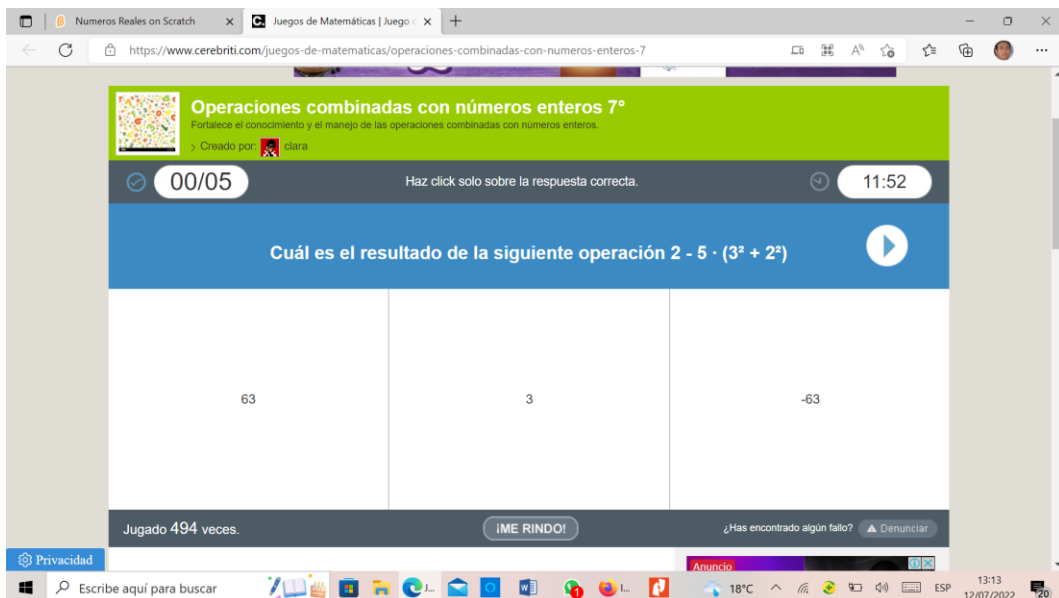 Numeros Reales on Scratch
Juegos de Matemáticas | Juego
https://www.cerebriti.com/juegos-de-matematicas/operaciones-combinadas-con-numeros-enteros-7
Operaciones combinadas con números enteros 7°
Fortalece el conocimiento y el manejo de las operaciones combinadas con números enteros.
> Creado por: clara
00/05
Haz click solo sobre la respuesta correcta.
11:52
Cuál es el resultado de la siguiente operación 2 - 5 · (3² + 2²)
63
3
-63
Jugado 494 veces.
¡ME RINDO!
¿Has encontrado algún fallo?
Denunciar
Privacidad
Anuncio
Escribe aquí para buscar
J...
I...
18°C
ESP
13:13
12/07/2022
20